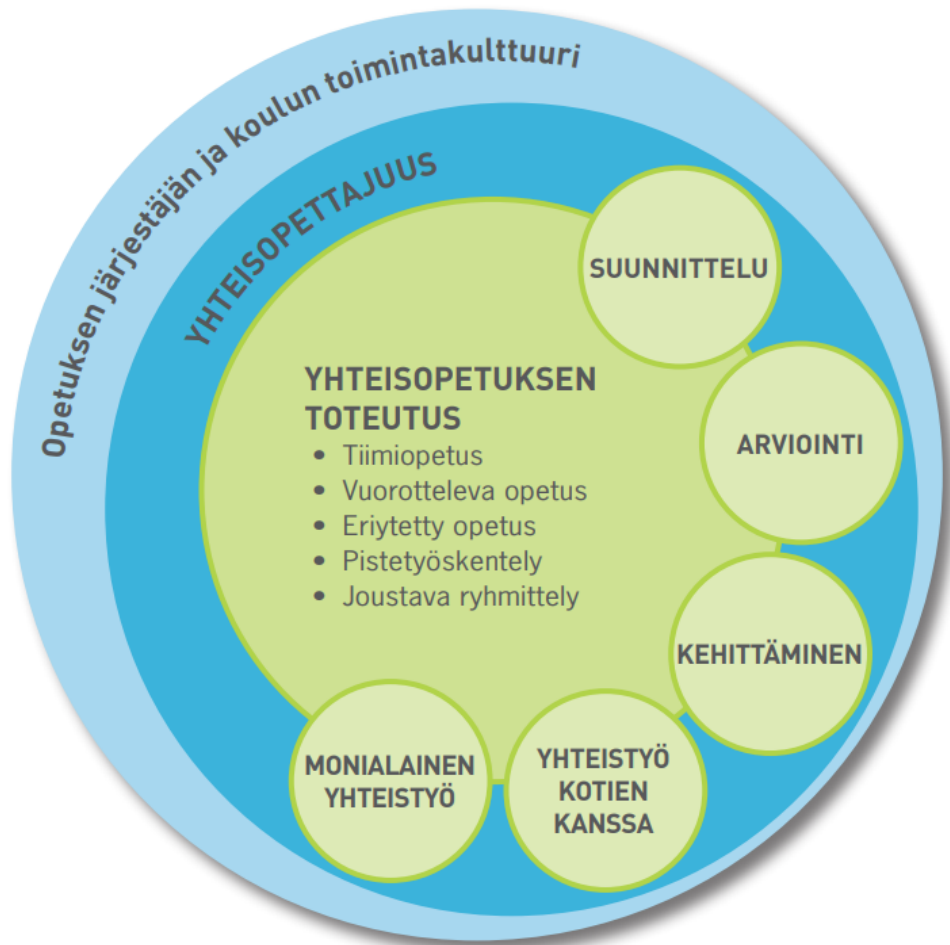 Opetuksen järjestäjän ja koulun toimintakulttuuri
YHTEISOPETTAJUUS
SUUNNITTELU
YHTEISOPETUKSEN
TOTEUTUS
• Tiimiopetus
• Vuorotteleva opetus
• Eriytetty opetus
• Pistetyöskentely
• Joustava ryhmittely
ARVIOINTI
KEHITTÄMINEN
YHTEISTYÖ
KOTIEN
KANSSA
MONIALAINEN
YHTEISTYÖ